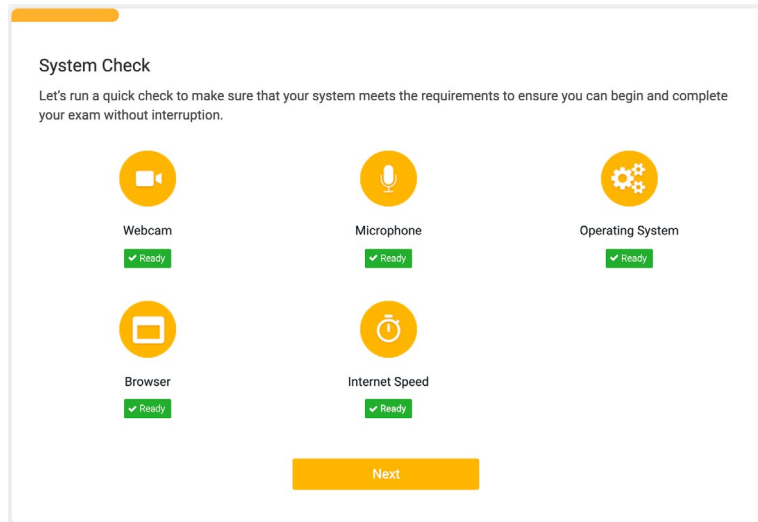 System Check
Let's run a quick check to make sure that your system meets the requirements to ensure you can begin and complete
your exam without interruption.
Webcam
Microphone
Operating System
Ready
Ready
Ready
Browser
Internet Speed
Ready
Ready
Next